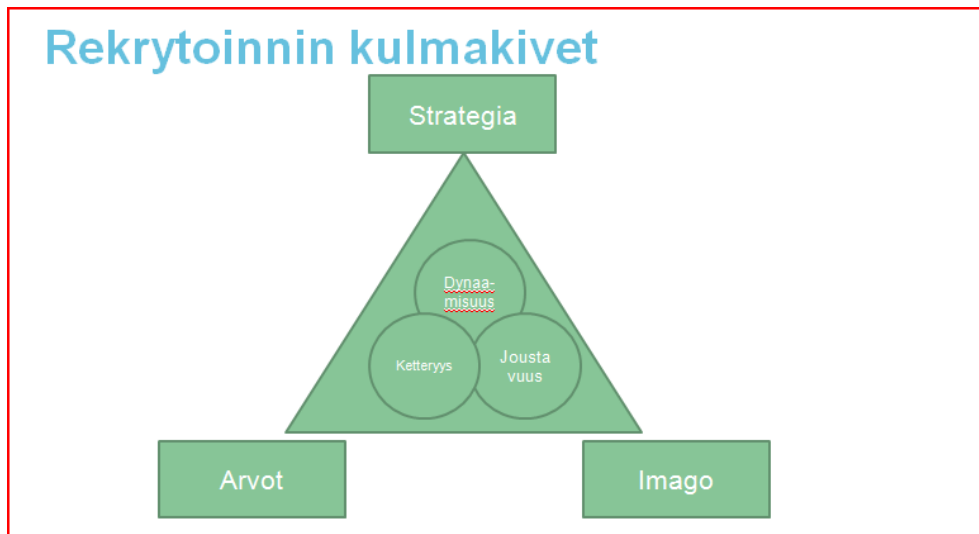 Rekrytoinnin kulmakivet
Strategia
Dynaa-
misuus
Ketteryys
Jousta
vuus
Arvot
Imago